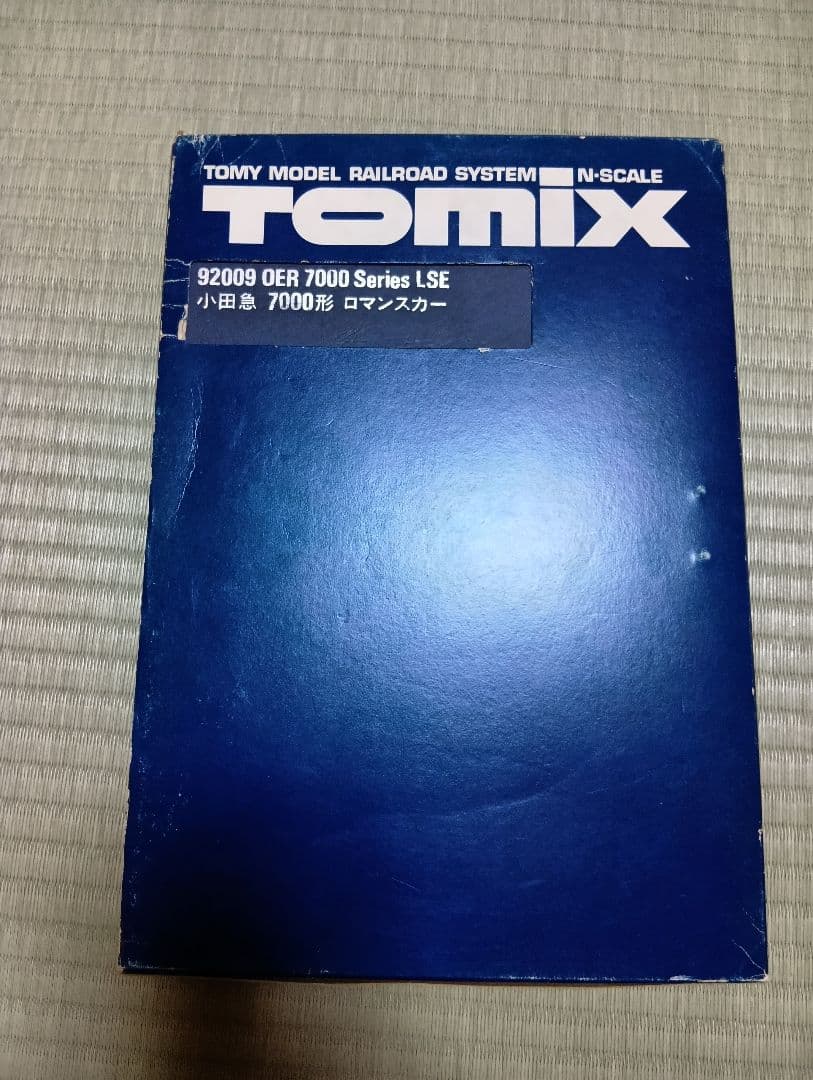 TOMY MODEL RAILROAD SYSTEM N-SCALE
TOMIX
92009 OER 7000 Series LSE
小田急 7000形 ロマンスカー